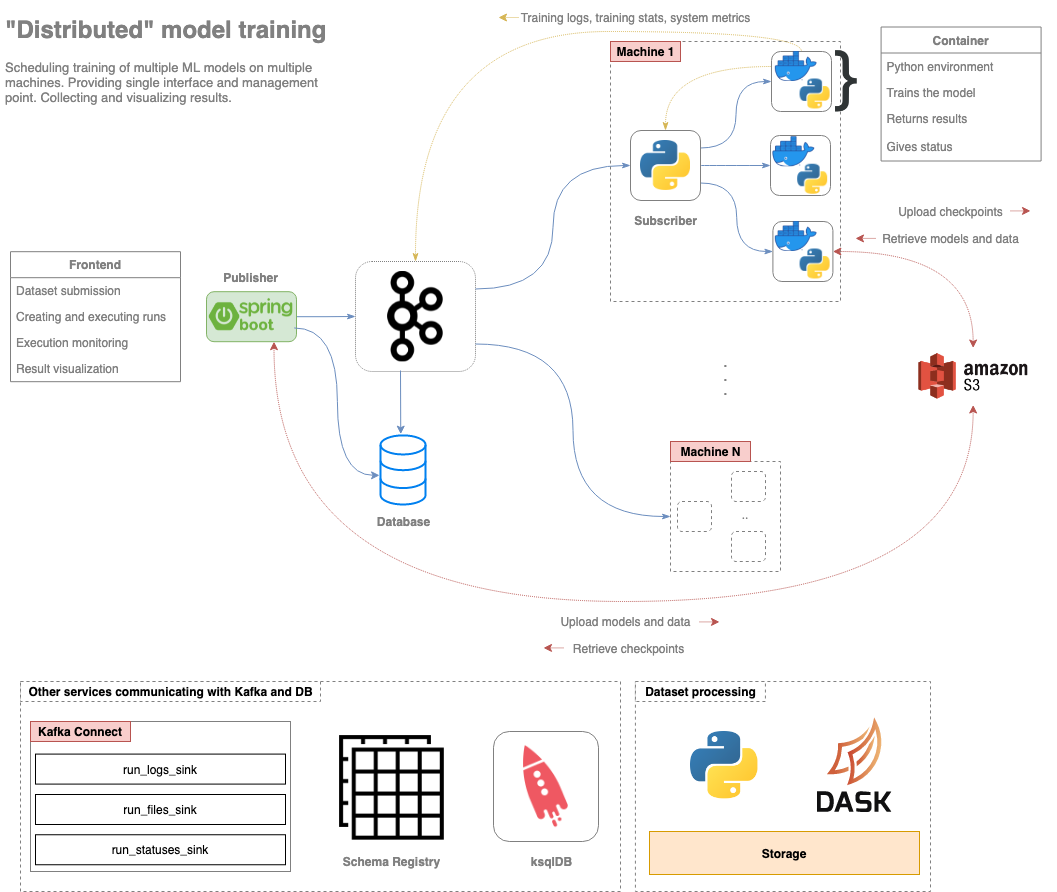 "Distributed" model training
Scheduling training of multiple ML models on multiple
machines. Providing single interface and management
point. Collecting and visualizing results.
Training logs, training stats, system metrics
Machine 1
Subscriber
Container
Python environment
Trains the model
Returns results
Gives status
Upload checkpoints
Retrieve models and data
Frontend
Dataset submission
Creating and executing runs
Execution monitoring
Result visualization
Publisher
spring
boot
amazon
S3
Machine N
..
Database
Upload models and data
Retrieve checkpoints
Other services communicating with Kafka and DB
Kafka Connect
run_logs_sink
run_files_sink
run_statuses_sink
Schema Registry
ksqlDB
Dataset processing
DASK
Storage